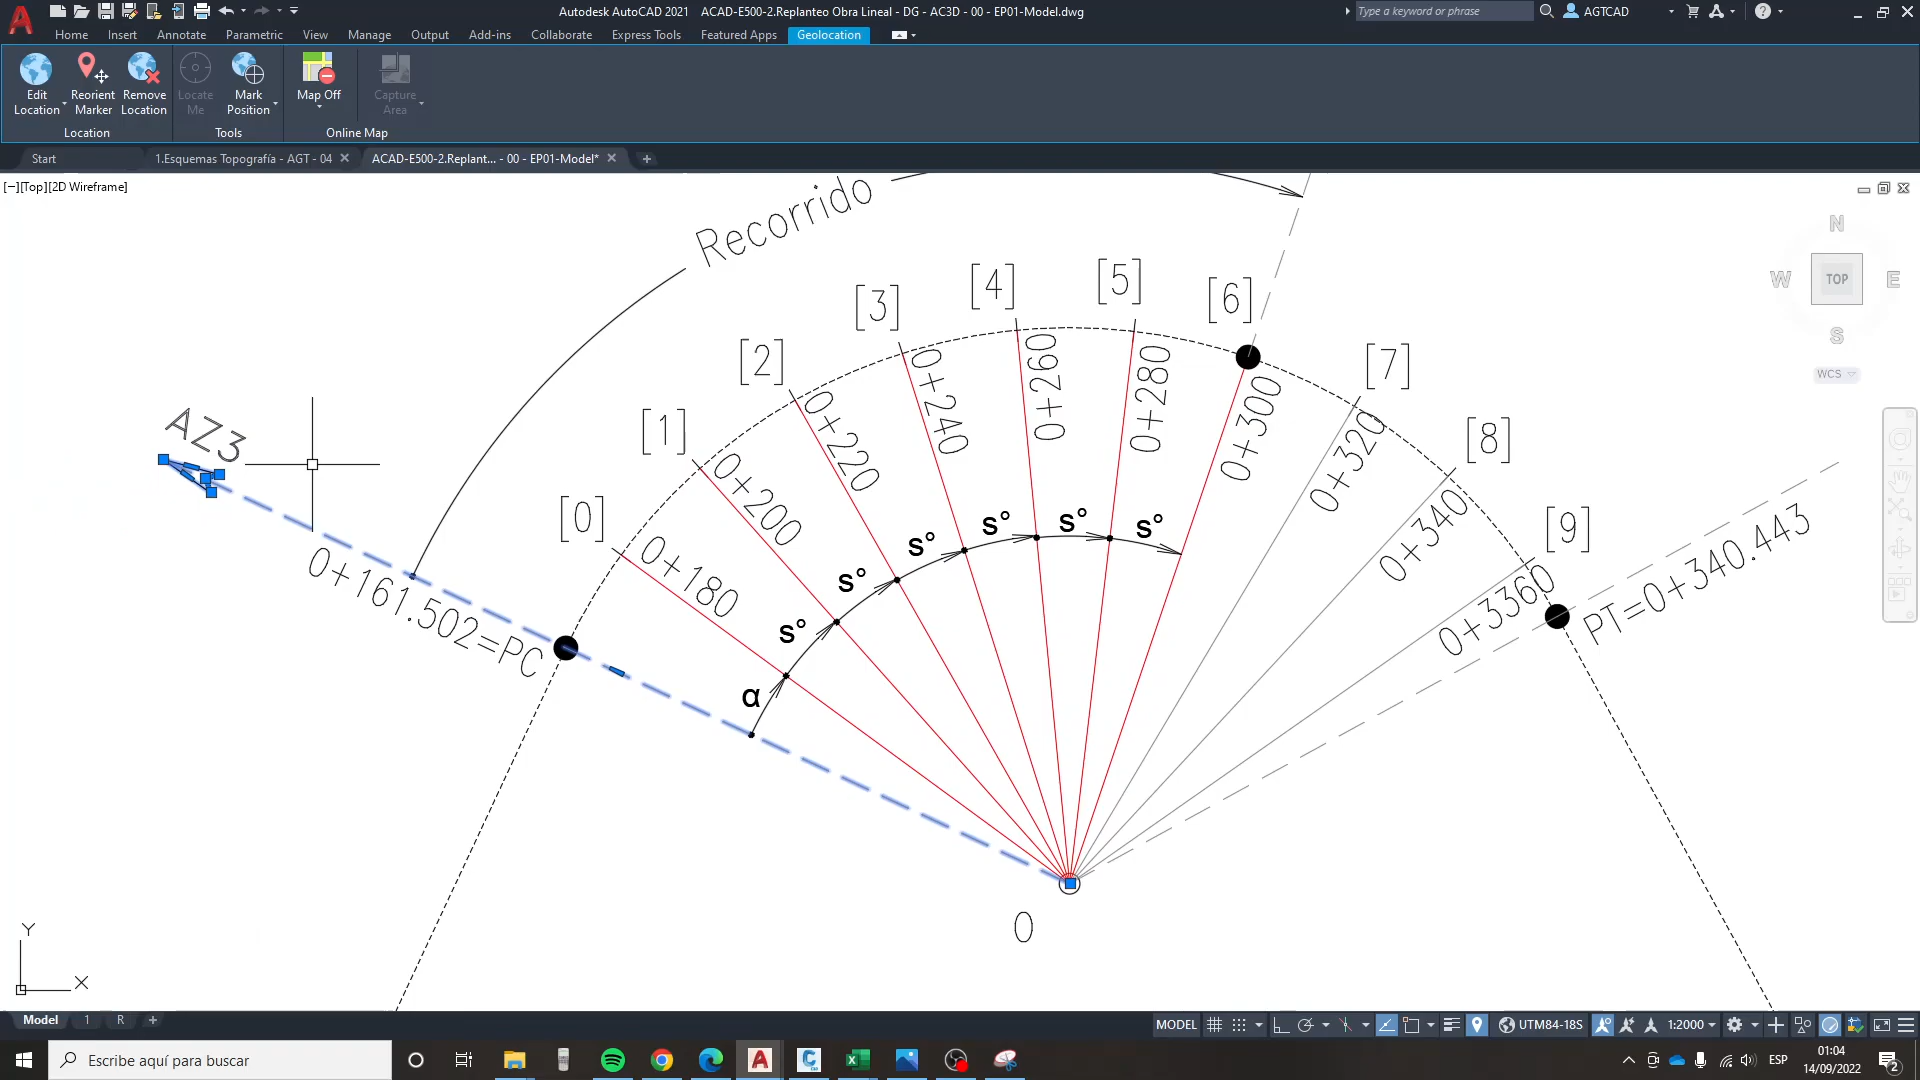 Autodesk AutoCAD 2021 ACAD-E500-2.Replanteo Obra Lineal - DG - AC3D - 00 - EP01-Model.dwg
Type a keyword or phrase
AGTCAD
Home Insert Annotate Parametric View Manage Output Add-ins Collaborate Express Tools Featured Apps Geolocation
Edit Location
Reorient Marker
Remove Location
Locate Me
Mark Position
Map Off
Capture Area
Location Tools Online Map
Start 1.Esquemas Topografía - AGT - 04 ACAD-E500-2.Replant... - 00 - EP01-Model*
[−][Top][2D Wireframe]
N
W TOP E
S
WCS
Recorrido
AZ3
[0]
[1]
[2]
[3]
[4]
[5]
[6]
[7]
[8]
[9]
0+161.502=PC
0+180
0+200
0+220
0+240
0+260
0+280
0+300
0+320
0+340
0+3360
PT=0+340.443
α
s°
s°
s°
s°
s°
s°
O
Y
X
Model 1 R
MODEL UTM84-18S 1:2000
Escribe aquí para buscar
ESP
01:04
14/09/2022
2